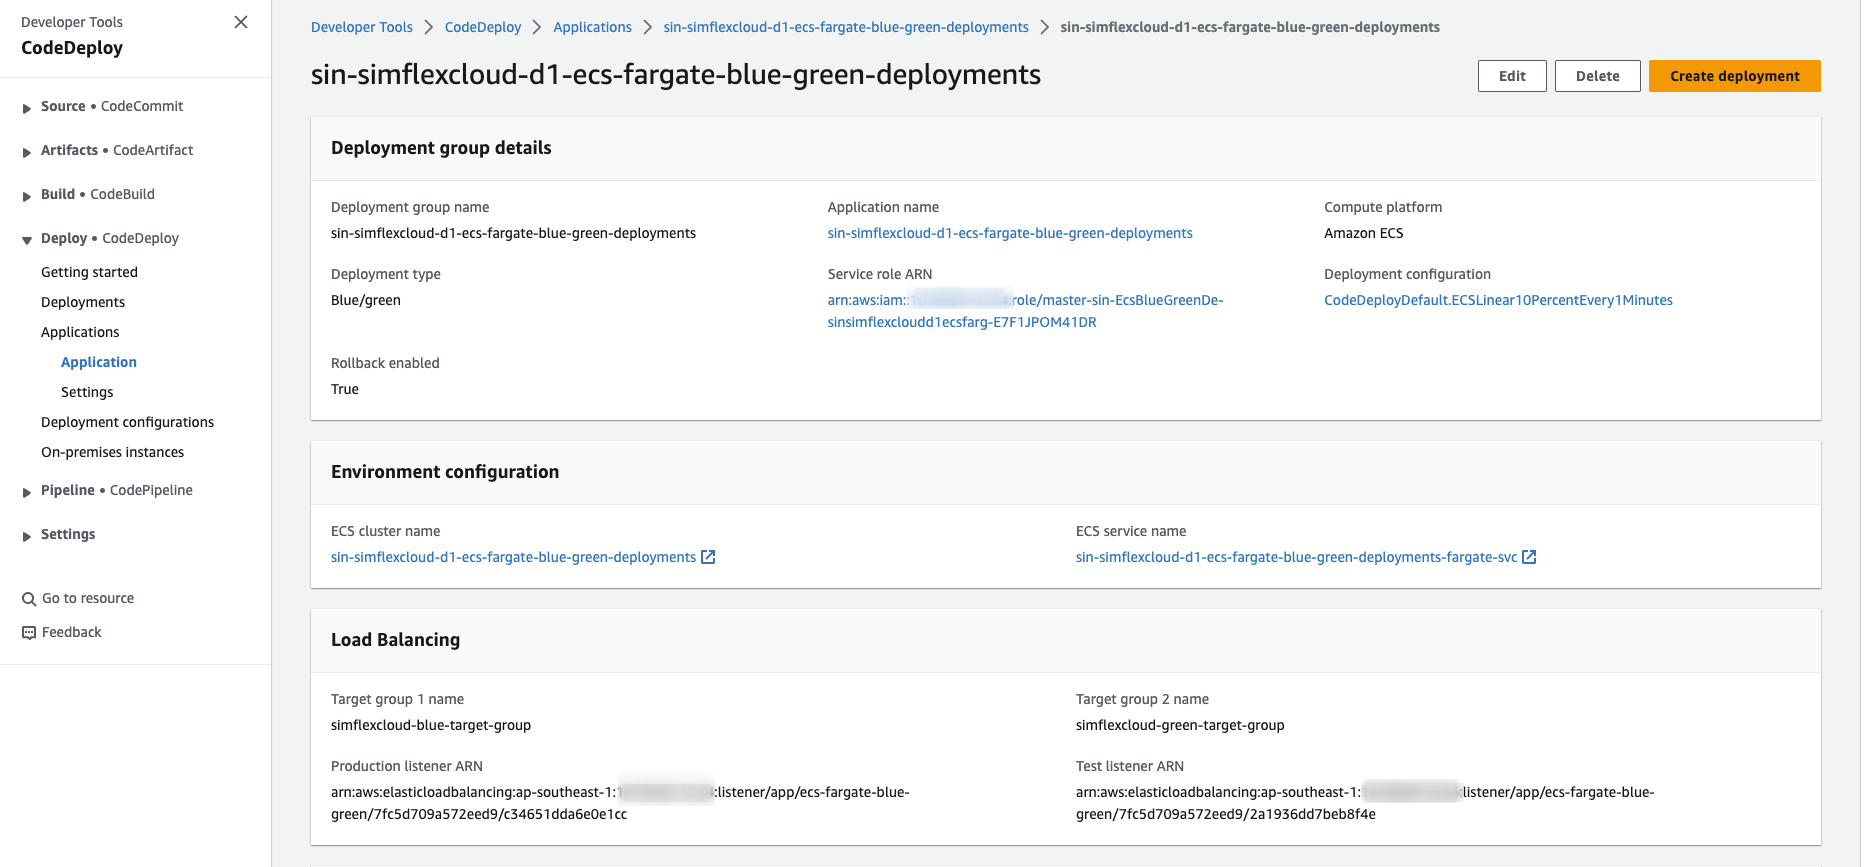 Developer Tools
CodeDeploy
Source • CodeCommit
Artifacts • CodeArtifact
Build • CodeBuild
Deploy • CodeDeploy
Getting started
Deployments
Applications
Application
Settings
Deployment configurations
On-premises instances
Pipeline • CodePipeline
Settings
Go to resource
Feedback
Developer Tools > CodeDeploy > Applications > sin-simflexcloud-d1-ecs-fargate-blue-green-deployments > sin-simflexcloud-d1-ecs-fargate-blue-green-deployments
sin-simflexcloud-d1-ecs-fargate-blue-green-deployments
Edit
Delete
Create deployment
Deployment group details
Deployment group name
sin-simflexcloud-d1-ecs-fargate-blue-green-deployments
Application name
sin-simflexcloud-d1-ecs-fargate-blue-green-deployments
Compute platform
Amazon ECS
Deployment type
Blue/green
Service role ARN
arn:aws:iam:: :role/master-sin-EcsBlueGreenDe-
sinsimflexcloudd1ecsfarg-E7F1JPOM41DR
Deployment configuration
CodeDeployDefault.ECSLinear10PercentEvery1Minutes
Rollback enabled
True
Environment configuration
ECS cluster name
sin-simflexcloud-d1-ecs-fargate-blue-green-deployments
ECS service name
sin-simflexcloud-d1-ecs-fargate-blue-green-deployments-fargate-svc
Load Balancing
Target group 1 name
simflexcloud-blue-target-group
Target group 2 name
simflexcloud-green-target-group
Production listener ARN
arn:aws:elasticloadbalancing:ap-southeast-1: :listener/app/ecs-fargate-blue-
green/7fc5d709a572eed9/c34651dda6e0e1cc
Test listener ARN
arn:aws:elasticloadbalancing:ap-southeast-1: :listener/app/ecs-fargate-blue-
green/7fc5d709a572eed9/2a1936dd7beb8f4e